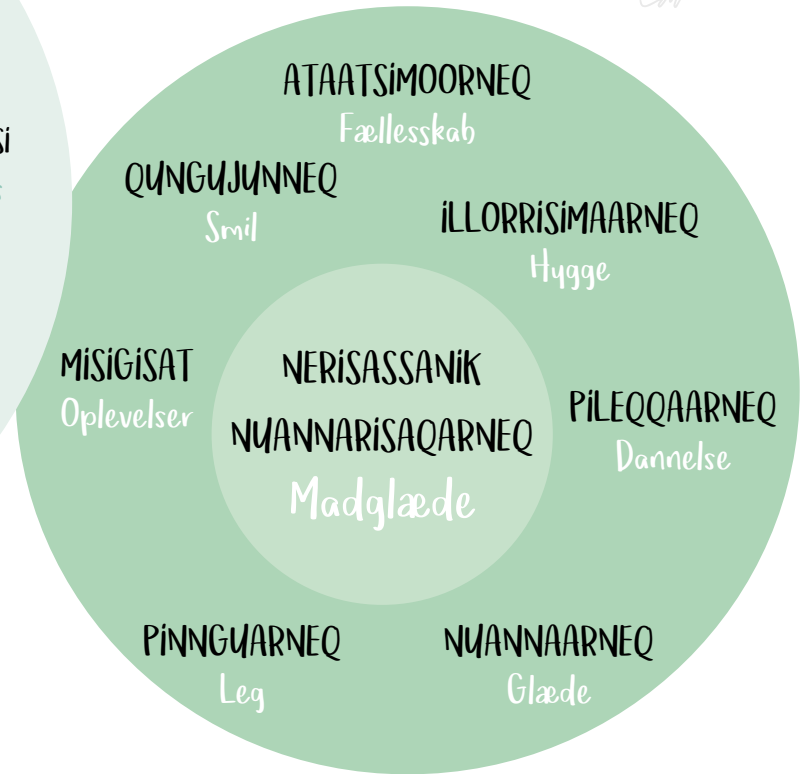 ATAATSIMOORNEQ
Fællesskab
QUNGUJUNNEQ
Smil
ILLORRISIMAARNEQ
Hygge
MISIGISAT
Oplevelser
NERISASSANIK
NUANNARISAQARNEQ
Madglæde
PILEQQAARNEQ
Dannelse
PINNGUARNEQ
Leg
NUANNAARNEQ
Glæde